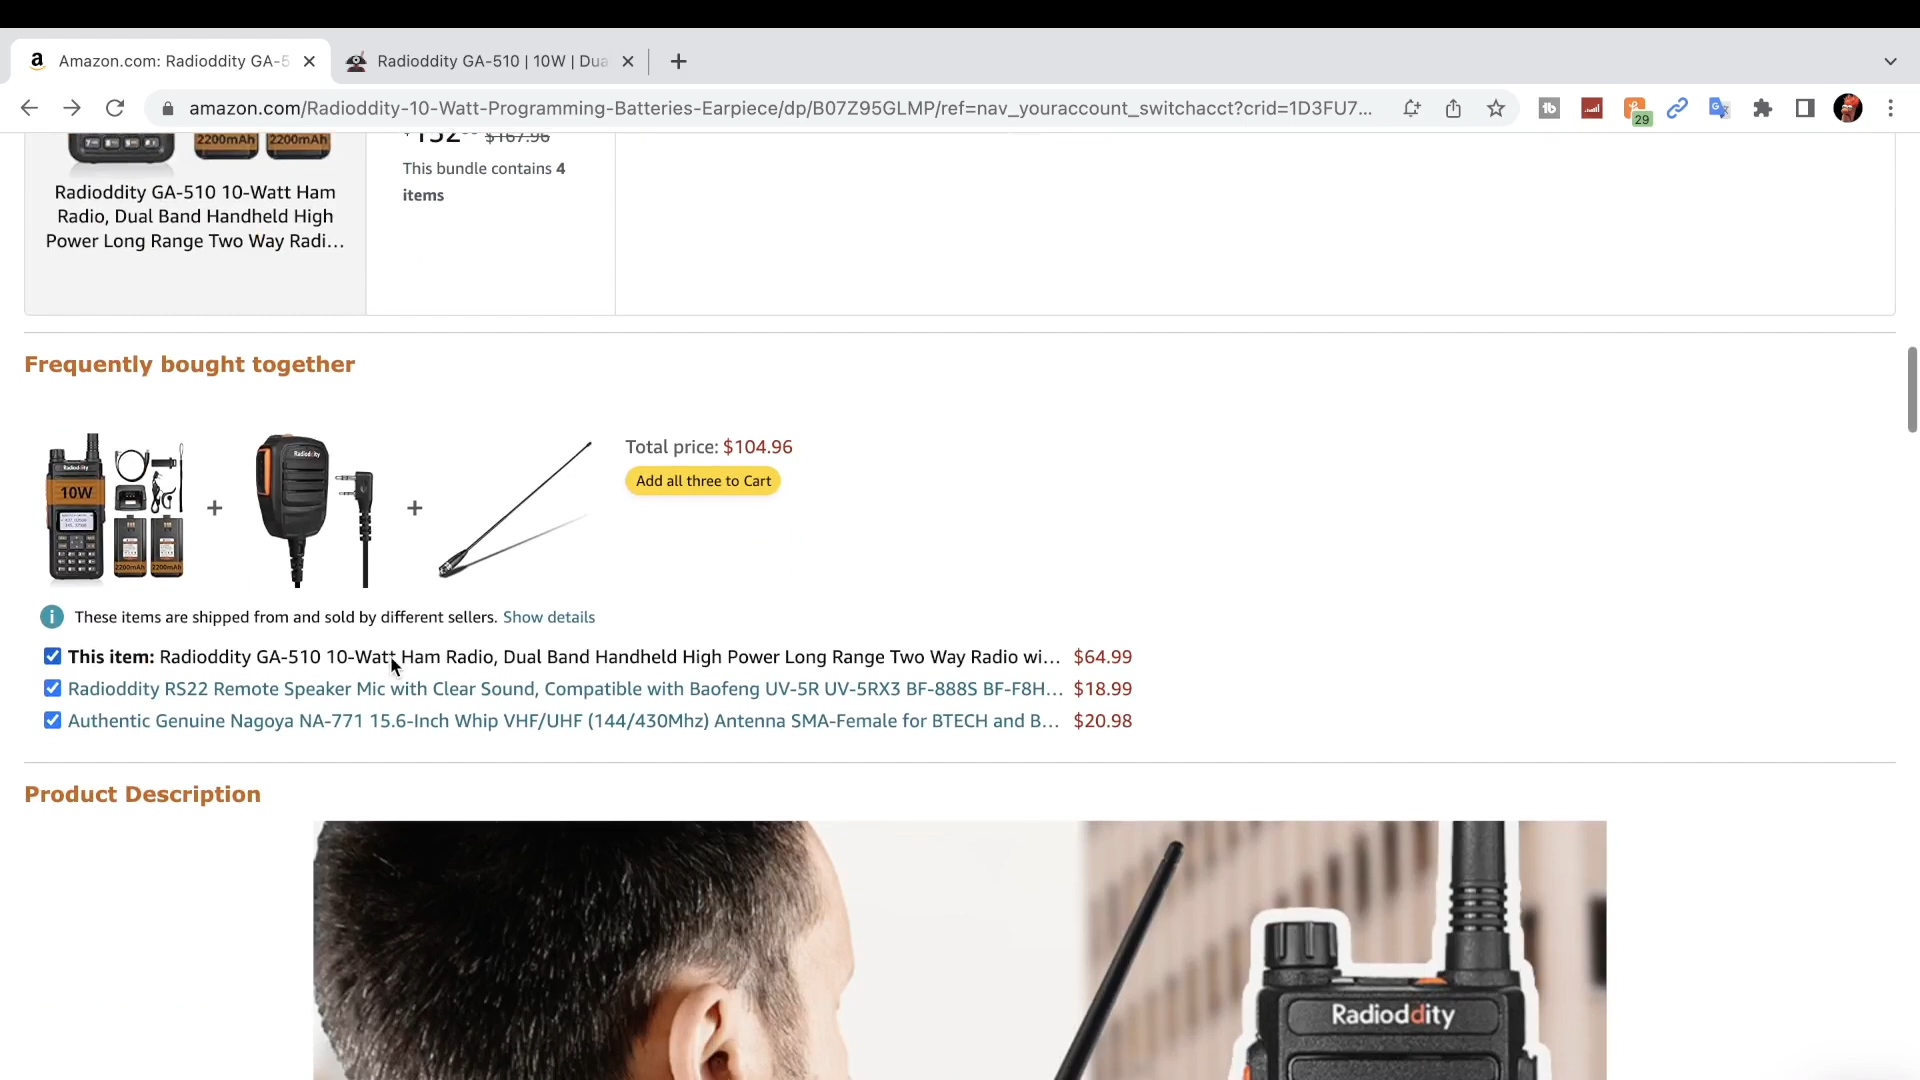 Amazon.com: Radioddity GA-5
Radioddity GA-510 | 10W | Dua
amazon.com/Radioddity-10-Watt-Programming-Batteries-Earpiece/dp/B07Z95GLMP/ref=nav_youraccount_switchacct?crid=1D3FU7...
29
2200mAh 2200mAh
$167.96
This bundle contains 4
items
Radioddity GA-510 10-Watt Ham
Radio, Dual Band Handheld High
Power Long Range Two Way Radi...
Frequently bought together
Radioddity
10W
2200mAh 2200mAh
Radioddity
+
+
Total price: $104.96
Add all three to Cart
These items are shipped from and sold by different sellers. Show details
This item: Radioddity GA-510 10-Watt Ham Radio, Dual Band Handheld High Power Long Range Two Way Radio wi... $64.99
Radioddity RS22 Remote Speaker Mic with Clear Sound, Compatible with Baofeng UV-5R UV-5RX3 BF-888S BF-F8H... $18.99
Authentic Genuine Nagoya NA-771 15.6-Inch Whip VHF/UHF (144/430Mhz) Antenna SMA-Female for BTECH and B... $20.98
Product Description
Radioddity